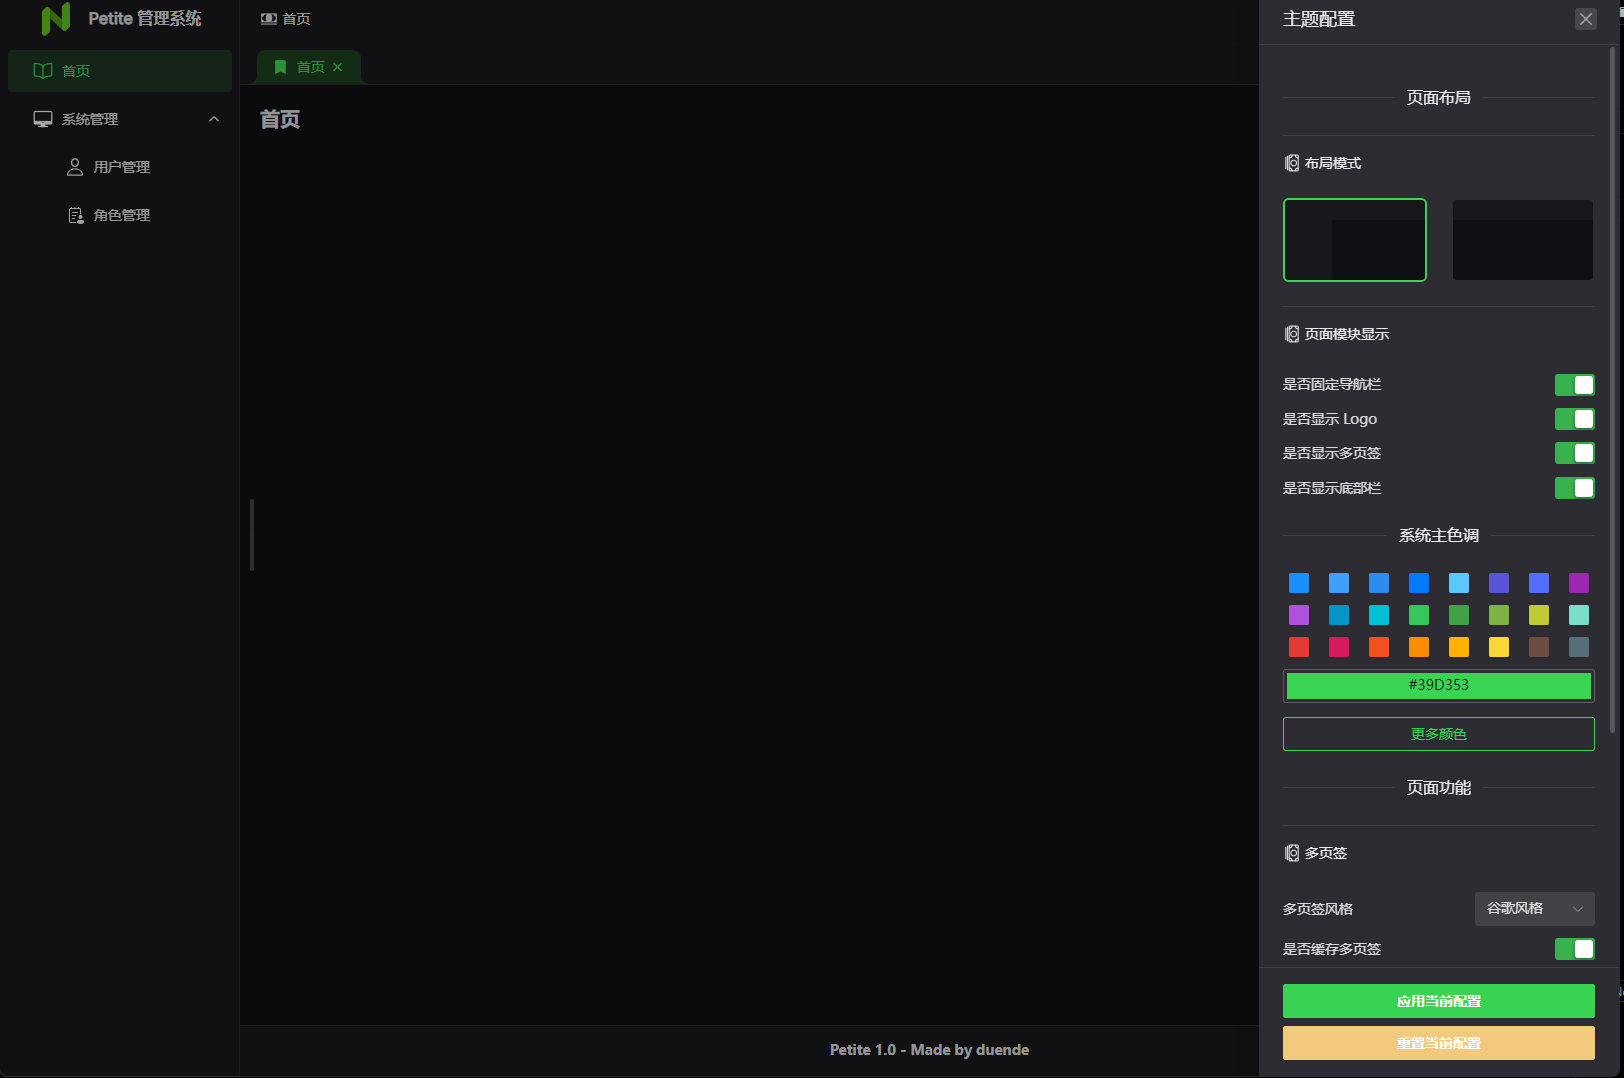 Petite 管理系统
首页
系统管理
用户管理
角色管理
首页
首页
首页
Petite 1.0 - Made by duende
主题配置
页面布局
布局模式
页面模块显示
是否固定导航栏
是否显示 Logo
是否显示多页签
是否显示底部栏
系统主色调
#39D353
更多颜色
页面功能
多页签
多页签风格 谷歌风格
是否缓存多页签
应用当前配置
重置当前配置